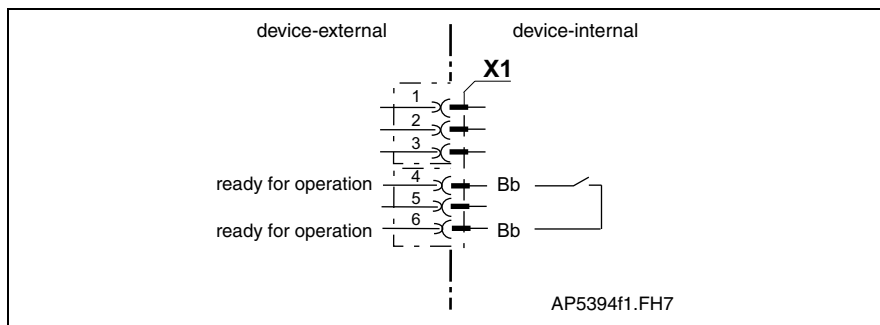 device-external device-internal
X1
1
2
3
ready for operation 4 Bb
5
ready for operation 6 Bb
AP5394f1.FH7